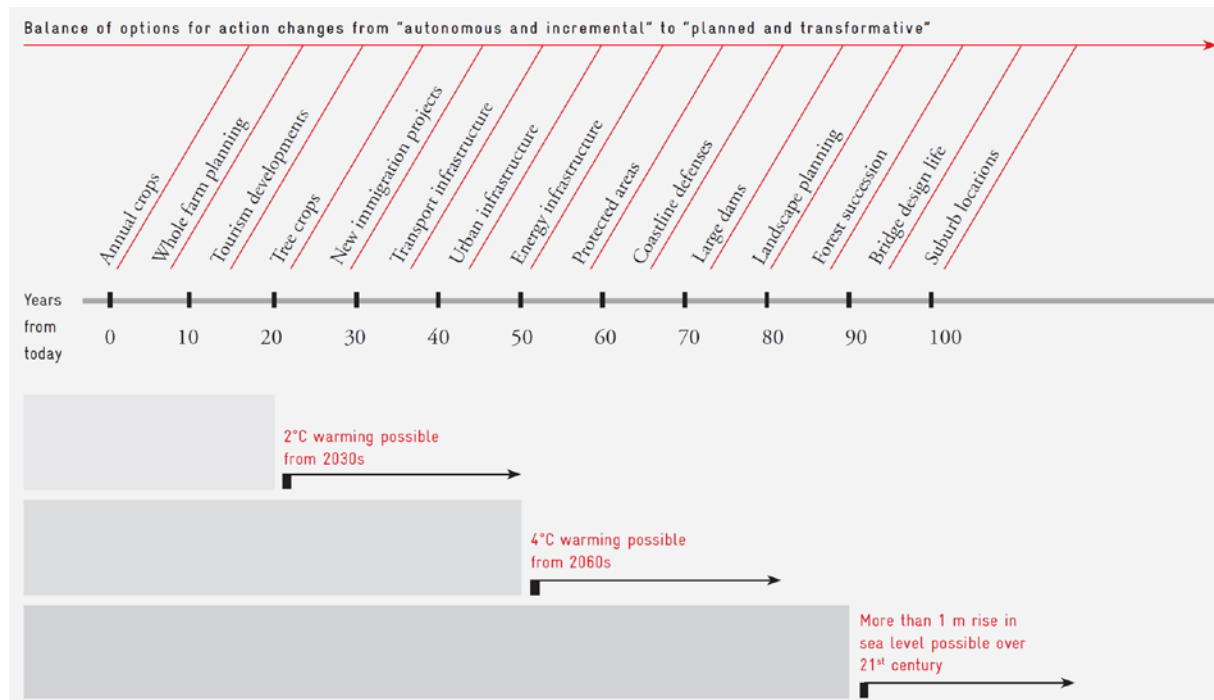 Balance of options for action changes from "autonomous and incremental" to "planned and transformative"
Annual crops
Whole farm planning
Tourism developments
Tree crops
New immigration projects
Transport infrastructure
Urban infrastructure
Energy infrastructure
Protected areas
Coastline defenses
Large dams
Landscape planning
Forest succession
Bridge design life
Suburb locations
Years
from
today
0 10 20 30 40 50 60 70 80 90 100
2°C warming possible
from 2030s
4°C warming possible
from 2060s
More than 1 m rise in
sea level possible over
21st century